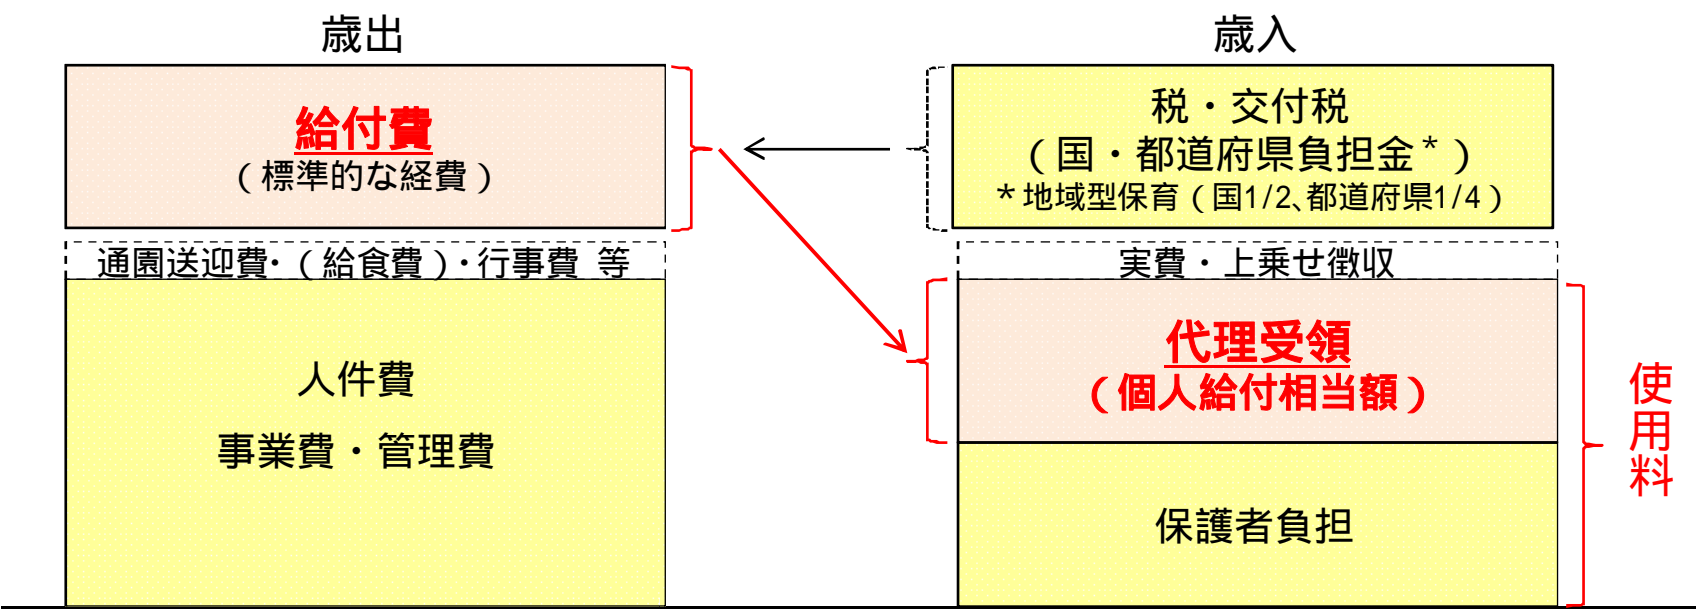 歳出
給付費
（標準的な経費）
通園送迎費・（給食費）・行事費 等
人件費
事業費・管理費
歳入
税・交付税
（国・都道府県負担金*）
*地域型保育（国1/2、都道府県1/4）
実費・上乗せ徴収
代理受領
（個人給付相当額）
保護者負担
使用料